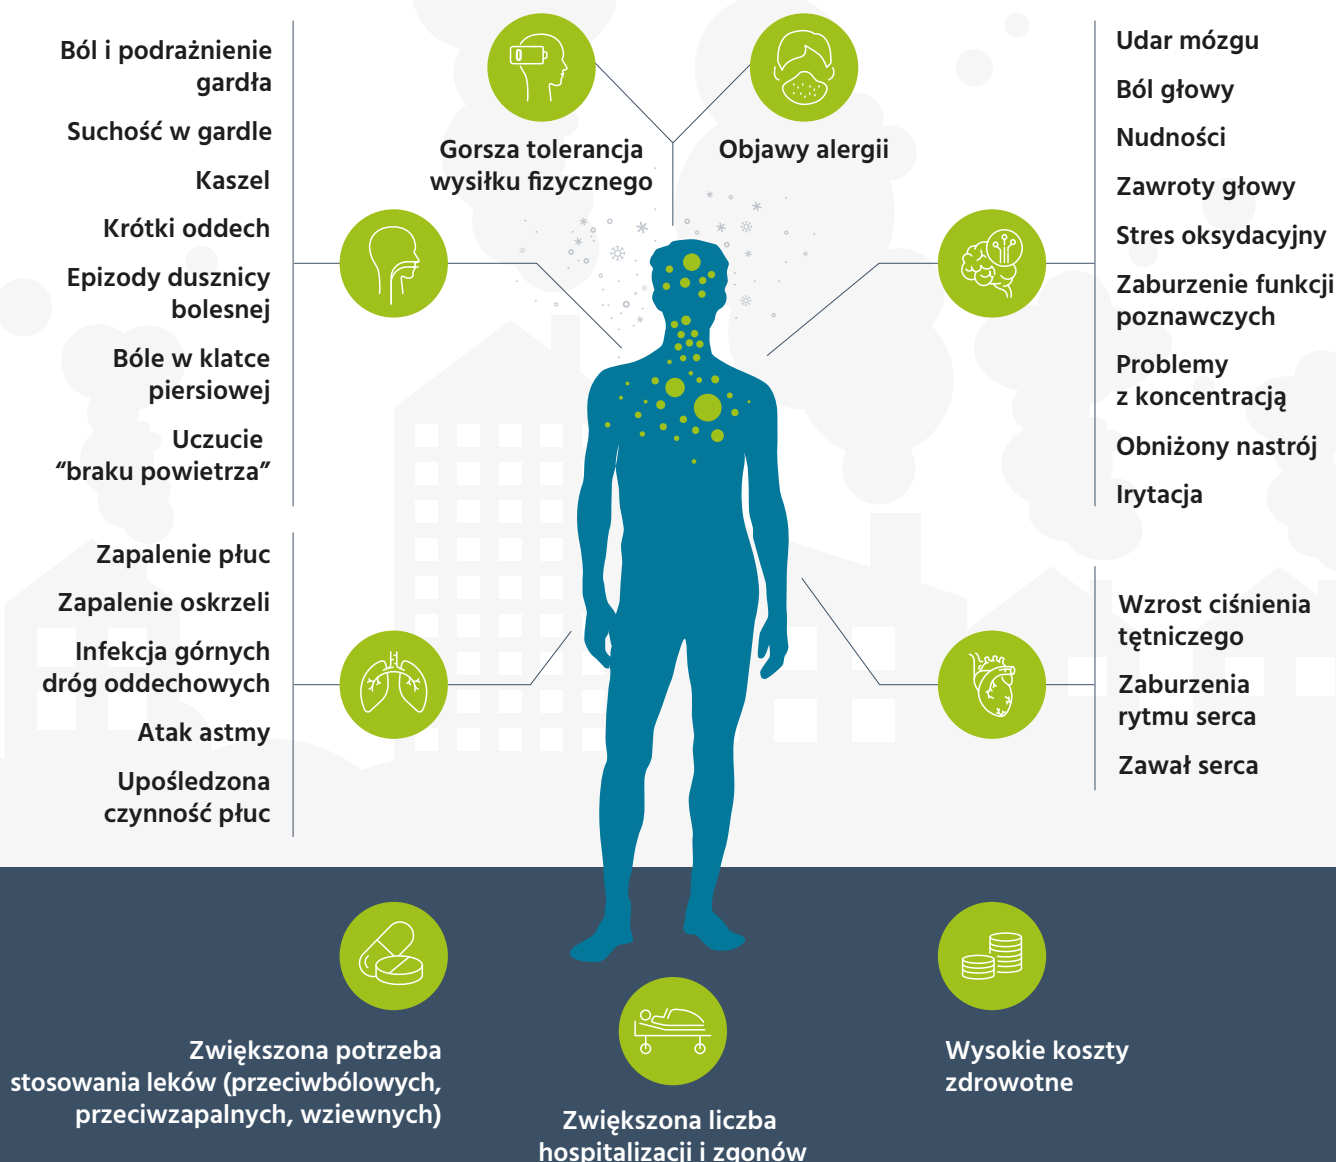 Ból i podrażnienie
gardła
Suchość w gardle
Kaszel
Krótki oddech
Epizody dusznicy
bolesnej
Bóle w klatce
piersiowej
Uczucie
“braku powietrza”
Gorsza tolerancja
wysiłku fizycznego
Objawy alergii
Udar mózgu
Ból głowy
Nudności
Zawroty głowy
Stres oksydacyjny
Zaburzenie funkcji
poznawczych
Problemy
z koncentracją
Obniżony nastrój
Irytacja
Zapalenie płuc
Zapalenie oskrzeli
Infekcja górnych
dróg oddechowych
Atak astmy
Upośledzona
czynność płuc
Wzrost ciśnienia
tętniczego
Zaburzenia
rytmu serca
Zawał serca
Zwiększona potrzeba
stosowania leków (przeciwbólowych,
przeciwzapalnych, wziewnych)
Zwiększona liczba
hospitalizacji i zgonów
Wysokie koszty
zdrowotne